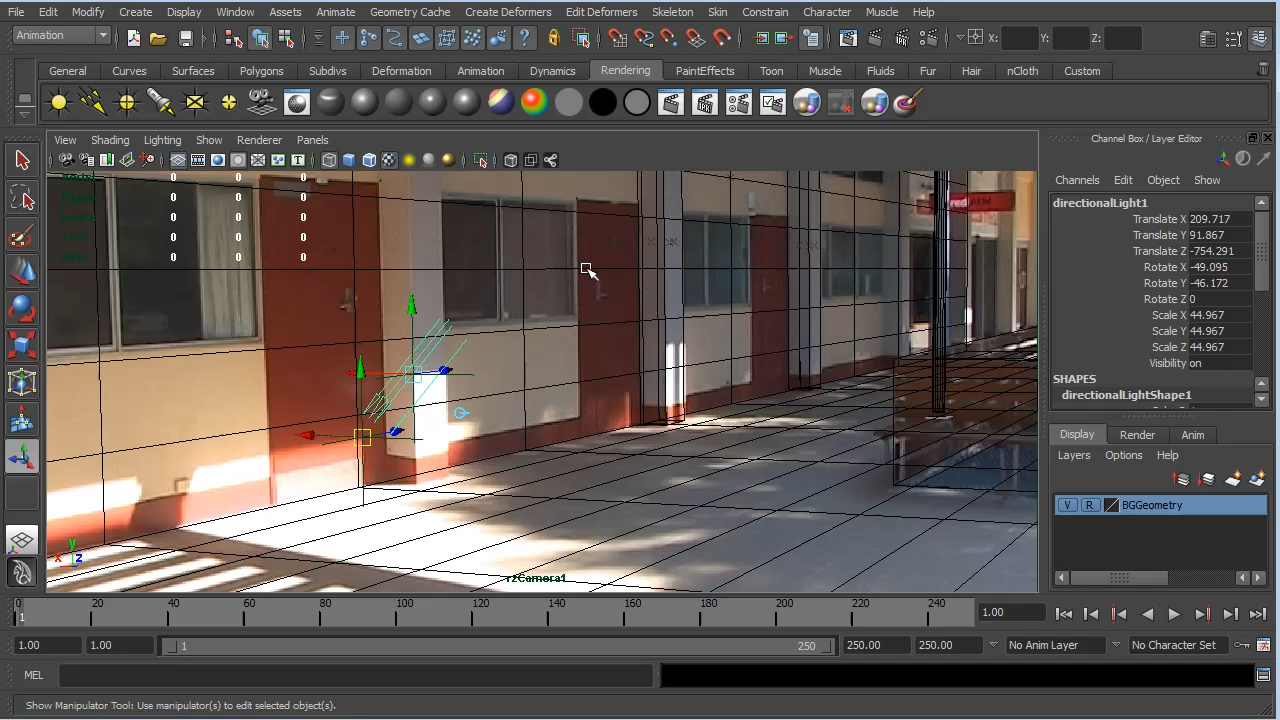 File Edit Modify Create Display Window Assets Animate Geometry Cache Create Deformers Edit Deformers Skeleton Skin Constrain Character Muscle Help
Animation X: Y: Z:
General Curves Surfaces Polygons Subdivs Deformation Animation Dynamics Rendering PaintEffects Toon Muscle Fluids Fur Hair nCloth Custom
View Shading Lighting Show Renderer Panels
Channel Box / Layer Editor
Channels Edit Object Show
directionalLight1
Translate X 209.717
Translate Y 91.867
Translate Z -754.291
Rotate X -49.095
Rotate Y -46.172
Rotate Z 0
Scale X 44.967
Scale Y 44.967
Scale Z 44.967
Visibility on
SHAPES
directionalLightShape1
0 0 0
0 0 0
0 0 0
0 0 0
0 0 0
red
y
x z
rzCamera1
Display Render Anim
Layers Options Help
V R BGGeometry
0 20 40 60 80 100 120 140 160 180 200 220 240
1
1.00
1.00 1.00 1 250 250.00 250.00 No Anim Layer No Character Set
MEL
Show Manipulator Tool: Use manipulator(s) to edit selected object(s).